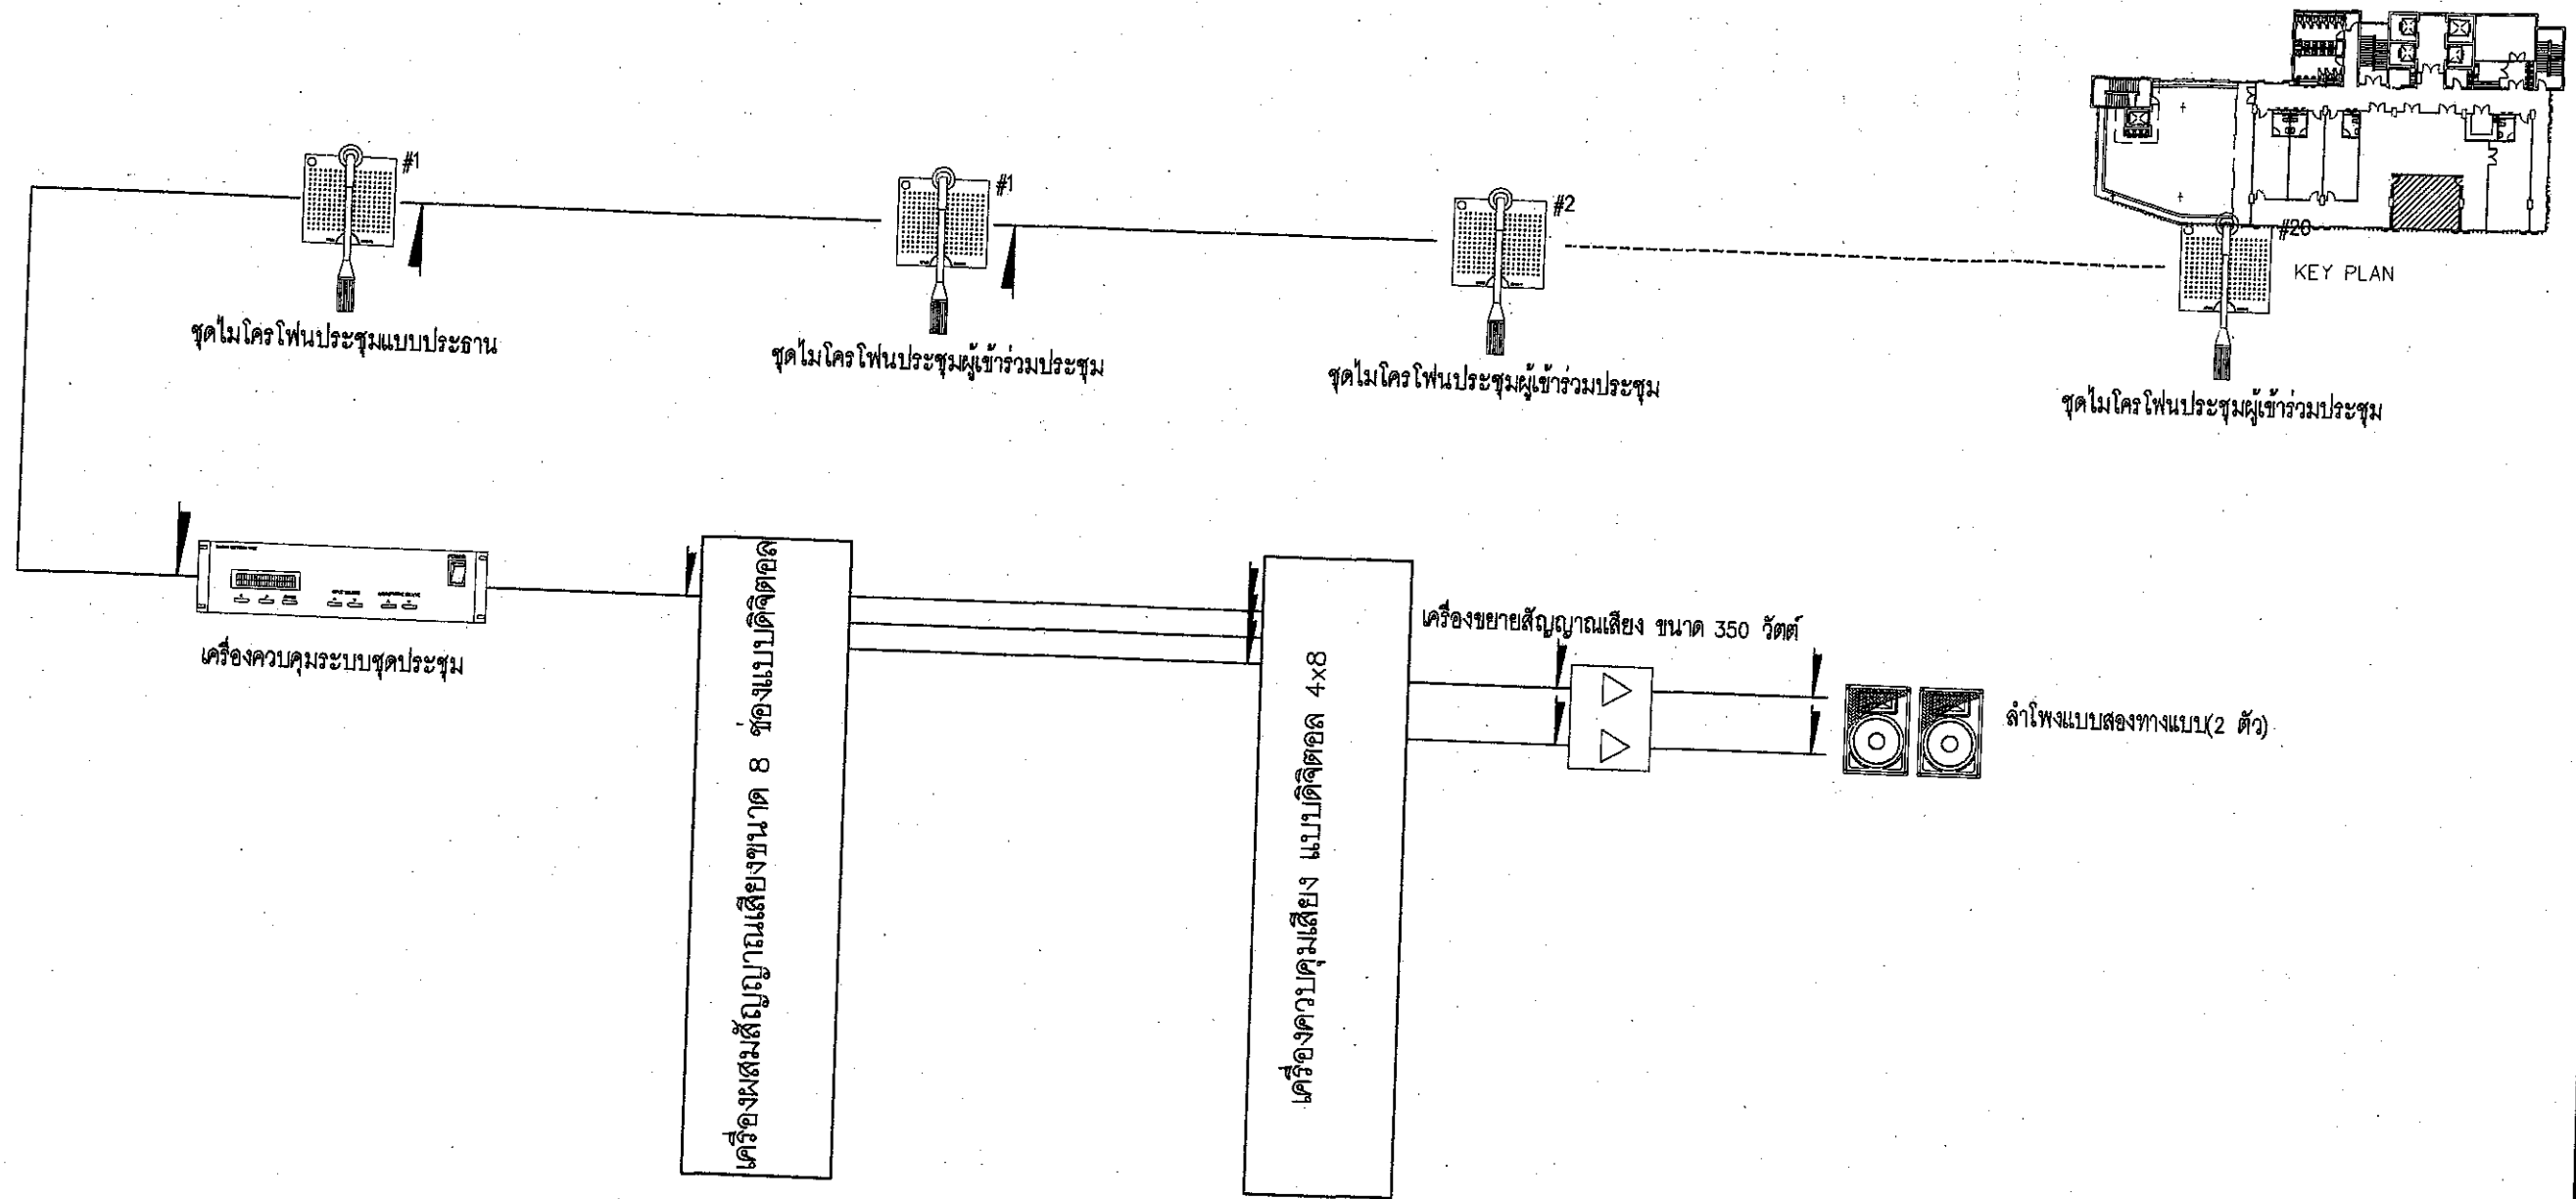 #1
#1
#2
#20
KEY PLAN
ชุดไมโครโฟนประชุมแบบประธาน
ชุดไมโครโฟนประชุมผู้เข้าร่วมประชุม
ชุดไมโครโฟนประชุมผู้เข้าร่วมประชุม
ชุดไมโครโฟนประชุมผู้เข้าร่วมประชุม
เครื่องควบคุมระบบชุดประชุม
เครื่องผสมสัญญาณเสียงขนาด 8 ช่องแบบดิจิตอล
เครื่องควบคุมเสียง แบบดิจิตอล 4x8
เครื่องขยายสัญญาณเสียง ขนาด 350 วัตต์
ลำโพงแบบสองทางแบบ(2 ตัว)